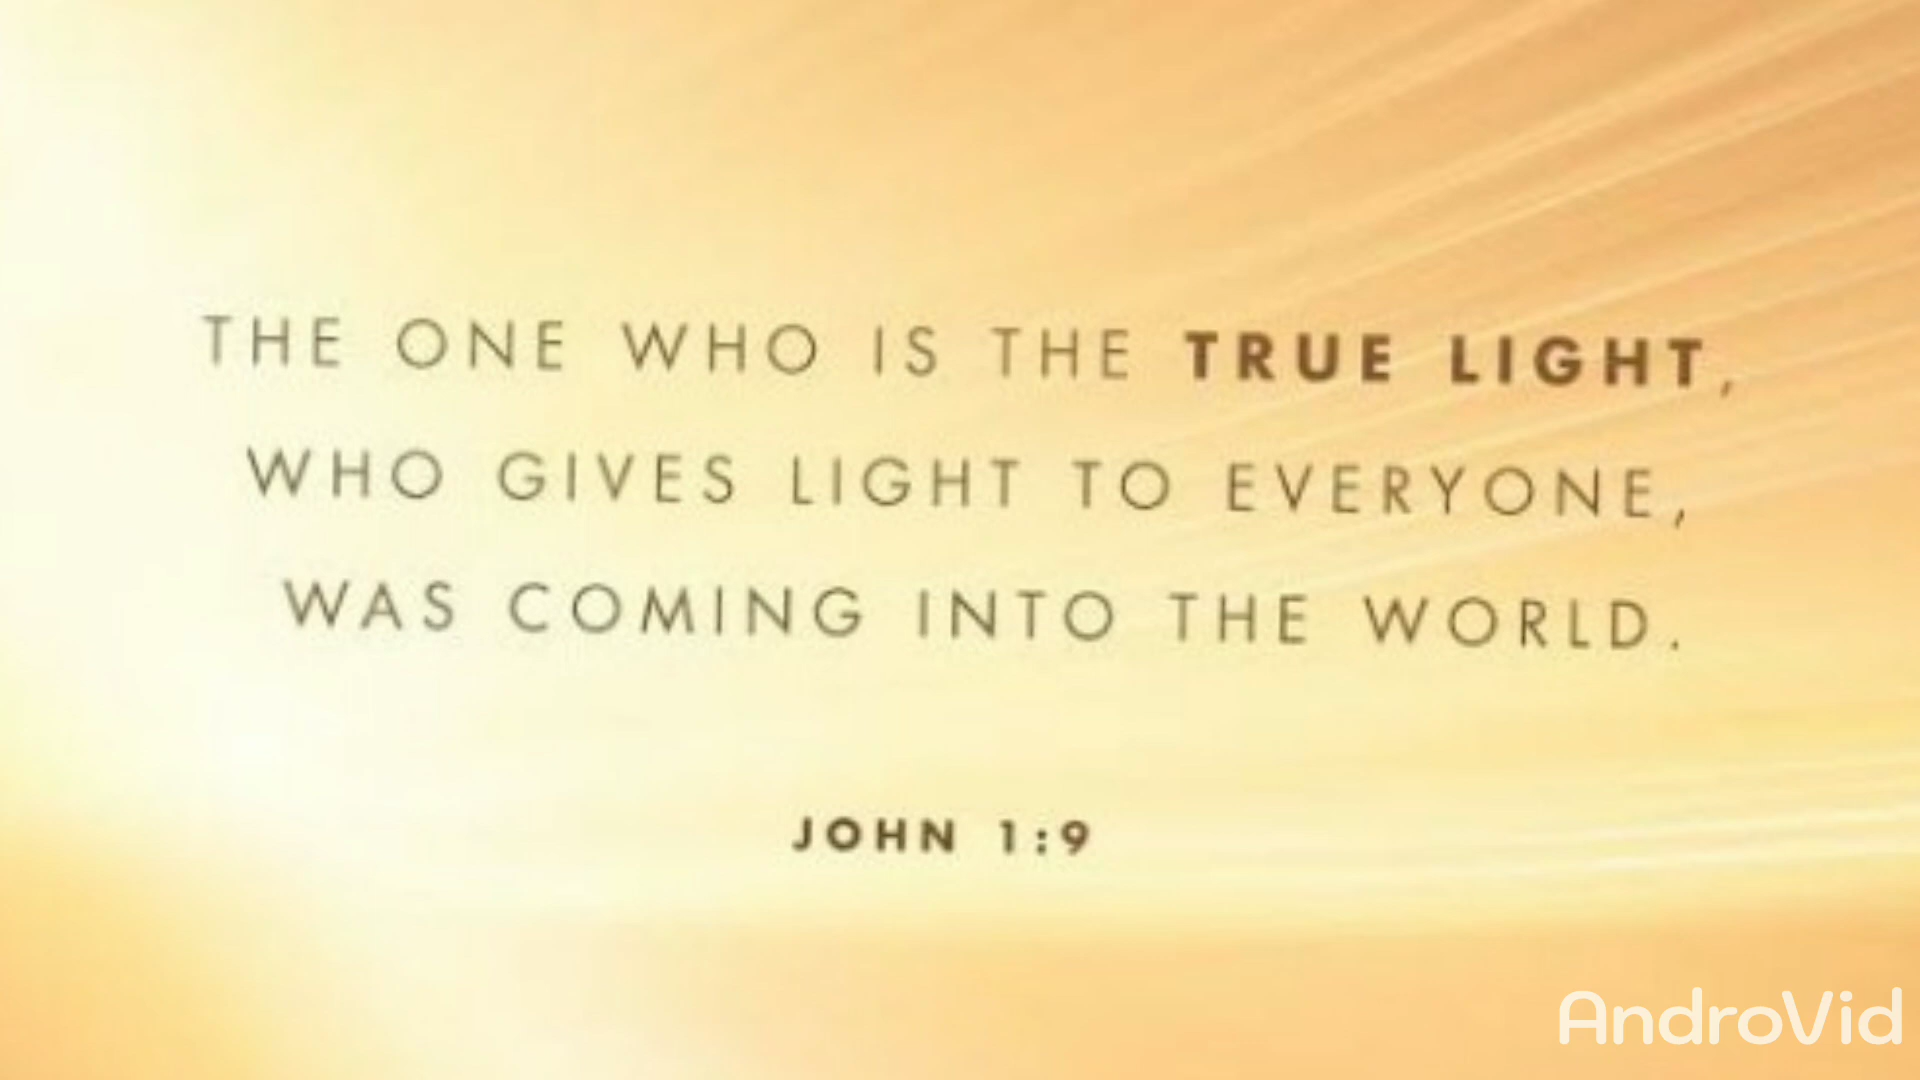 THE ONE WHO IS THE TRUE LIGHT,
WHO GIVES LIGHT TO EVERYONE,
WAS COMING INTO THE WORLD.
JOHN 1:9
AndroVid